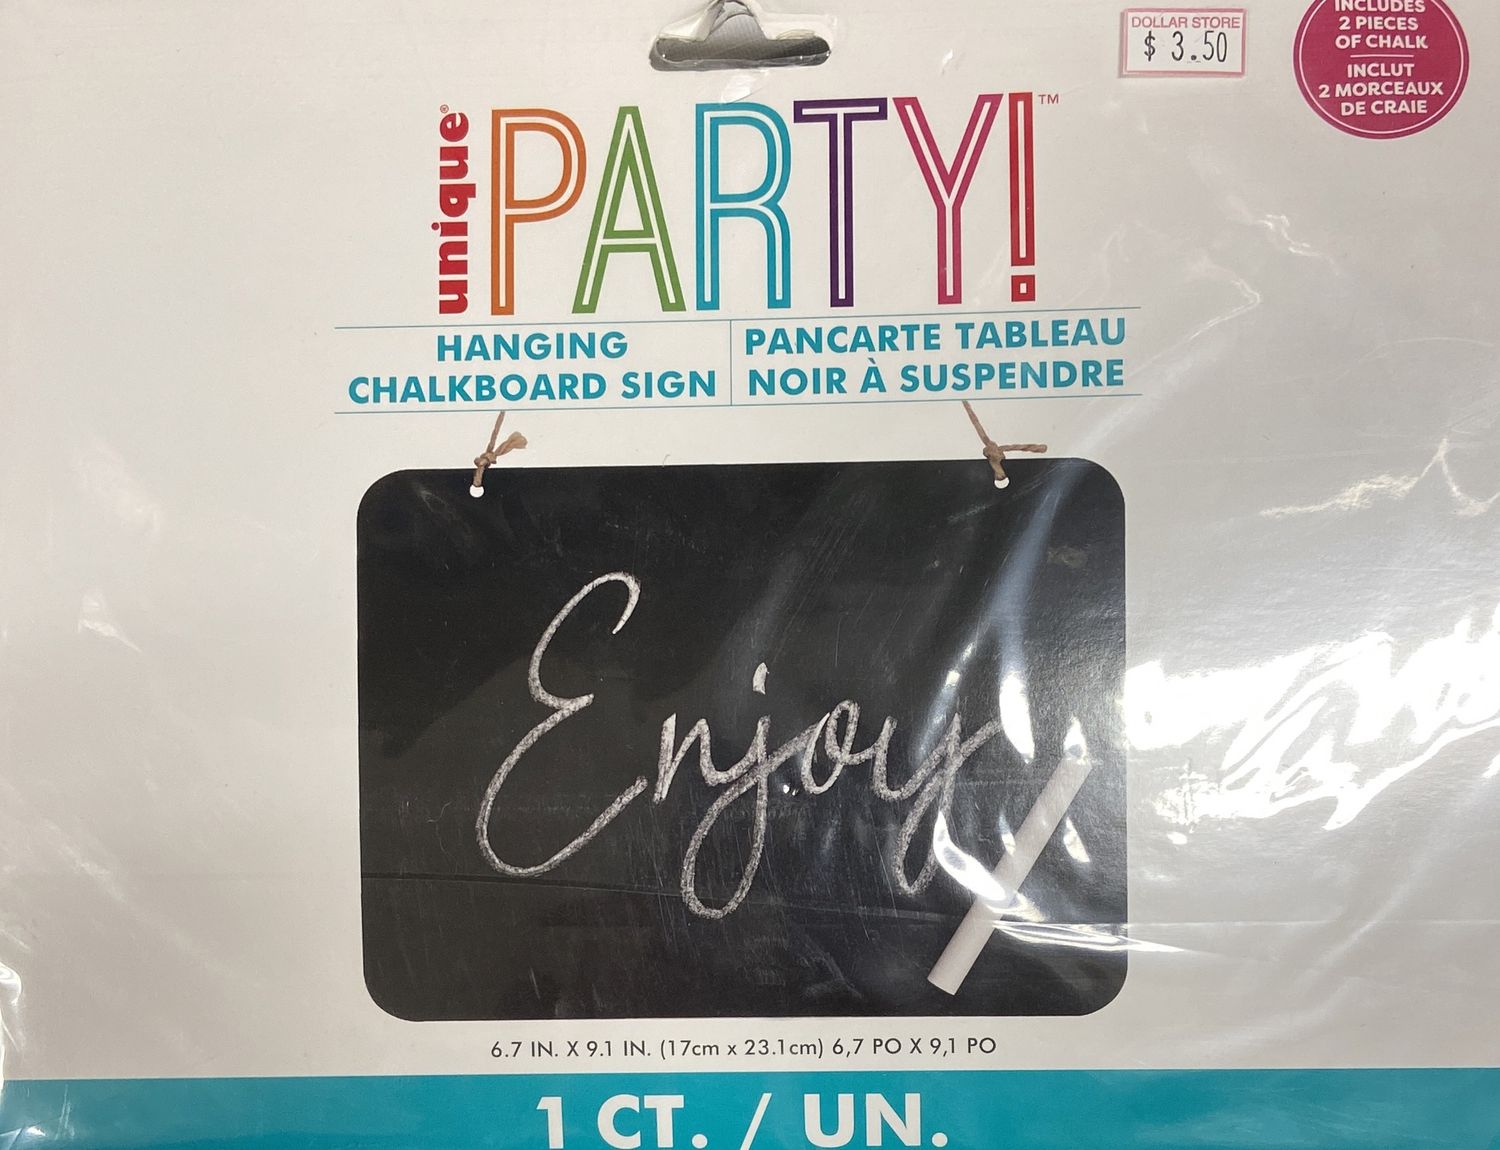 DOLLAR STORE
$ 3.50
INCLUDES
2 PIECES
OF CHALK
INCLUT
2 MORCEAUX
DE CRAIE
unique®
PARTY!™
HANGING
CHALKBOARD SIGN
PANCARTE TABLEAU
NOIR À SUSPENDRE
Enjoy
6.7 IN. X 9.1 IN. (17cm x 23.1cm) 6,7 PO X 9,1 PO
1 CT. / UN.